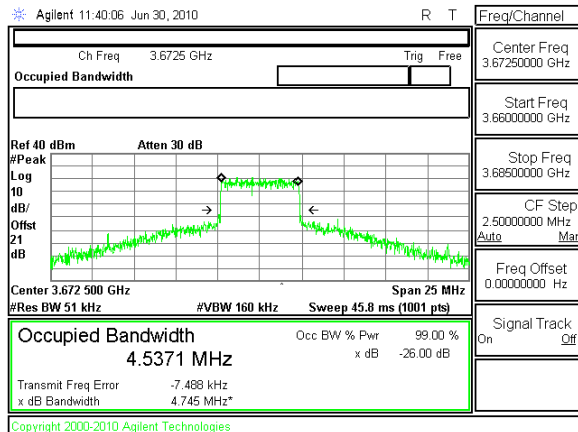 Agilent 11:40:06 Jun 30, 2010 R T
Freq/Channel
Ch Freq 3.6725 GHz Trig Free
Occupied Bandwidth
Center Freq
3.67250000 GHz
Start Freq
3.66000000 GHz
Stop Freq
3.68500000 GHz
CF Step
2.50000000 MHz
Auto Man
Freq Offset
0.00000000 Hz
Signal Track
On Off
Ref 40 dBm Atten 30 dB
#Peak
Log
10
dB/
Offst
21
dB
Center 3.672 500 GHz Span 25 MHz
#Res BW 51 kHz #VBW 160 kHz Sweep 45.8 ms (1001 pts)
Occupied Bandwidth Occ BW % Pwr 99.00 %
4.5371 MHz x dB -26.00 dB
Transmit Freq Error -7.488 kHz
x dB Bandwidth 4.745 MHz*
Copyright 2000-2010 Agilent Technologies